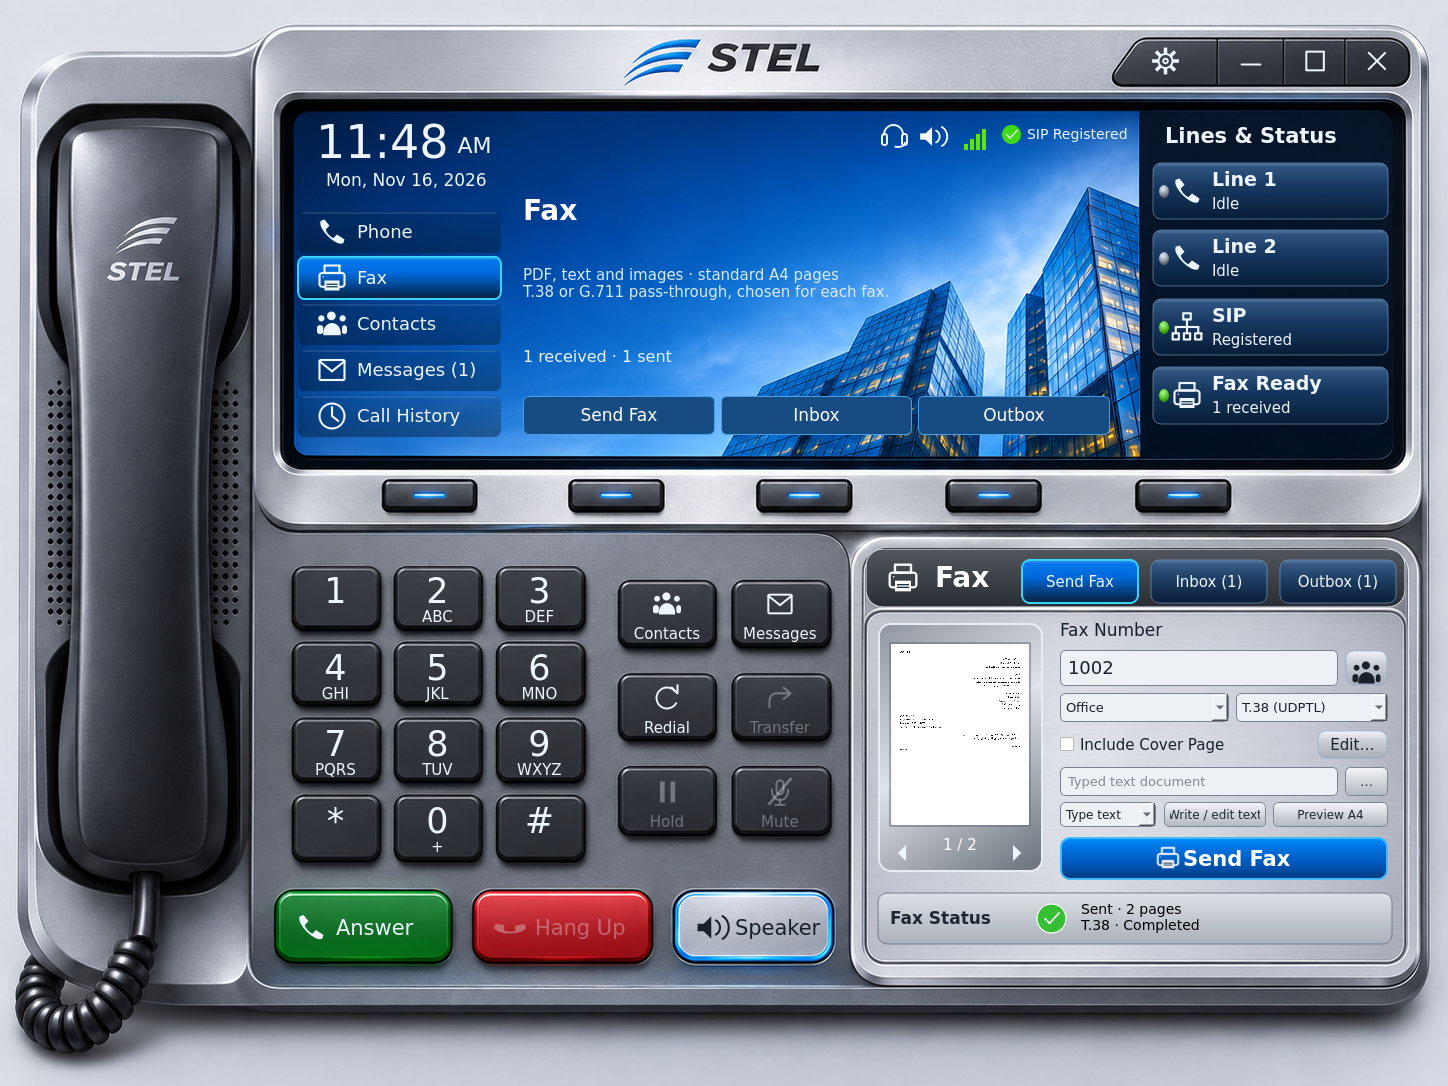 STEL
11:48 AM
Mon, Nov 16, 2026
SIP Registered
Phone
Fax
Contacts
Messages (1)
Call History
Fax
PDF, text and images · standard A4 pages
T.38 or G.711 pass-through, chosen for each fax.
1 received · 1 sent
Send Fax
Inbox
Outbox
Lines & Status
Line 1
Idle
Line 2
Idle
SIP
Registered
Fax Ready
1 received
STEL
1
2
ABC
3
DEF
4
GHI
5
JKL
6
MNO
7
PQRS
8
TUV
9
WXYZ
*
0
+
#
Contacts
Messages
Redial
Transfer
Hold
Mute
Answer
Hang Up
Speaker
Fax
Send Fax
Inbox (1)
Outbox (1)
1 / 2
Fax Number
1002
Office
T.38 (UDPTL)
Include Cover Page
Edit...
Typed text document
...
Type text
Write / edit text
Preview A4
Send Fax
Fax Status
Sent · 2 pages
T.38 · Completed